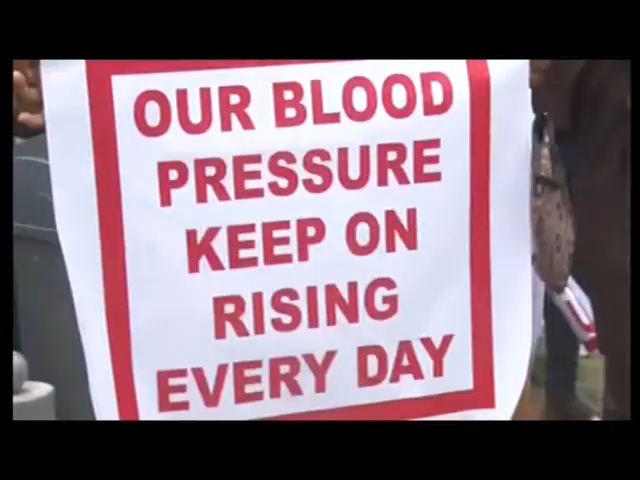 OUR BLOOD
PRESSURE
KEEP ON
RISING
EVERY DAY